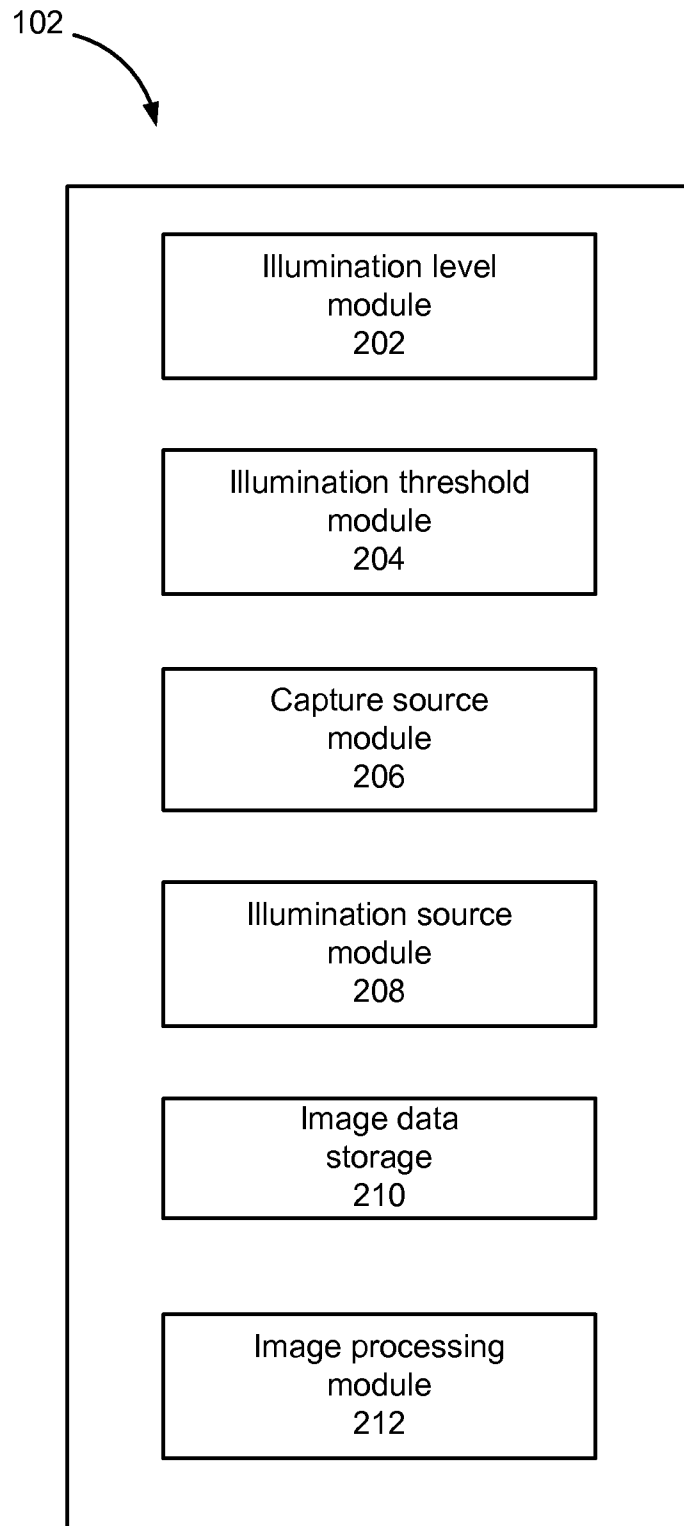 102
Illumination level
module
202
Illumination threshold
module
204
Capture source
module
206
Illumination source
module
208
Image data
storage
210
Image processing
module
212